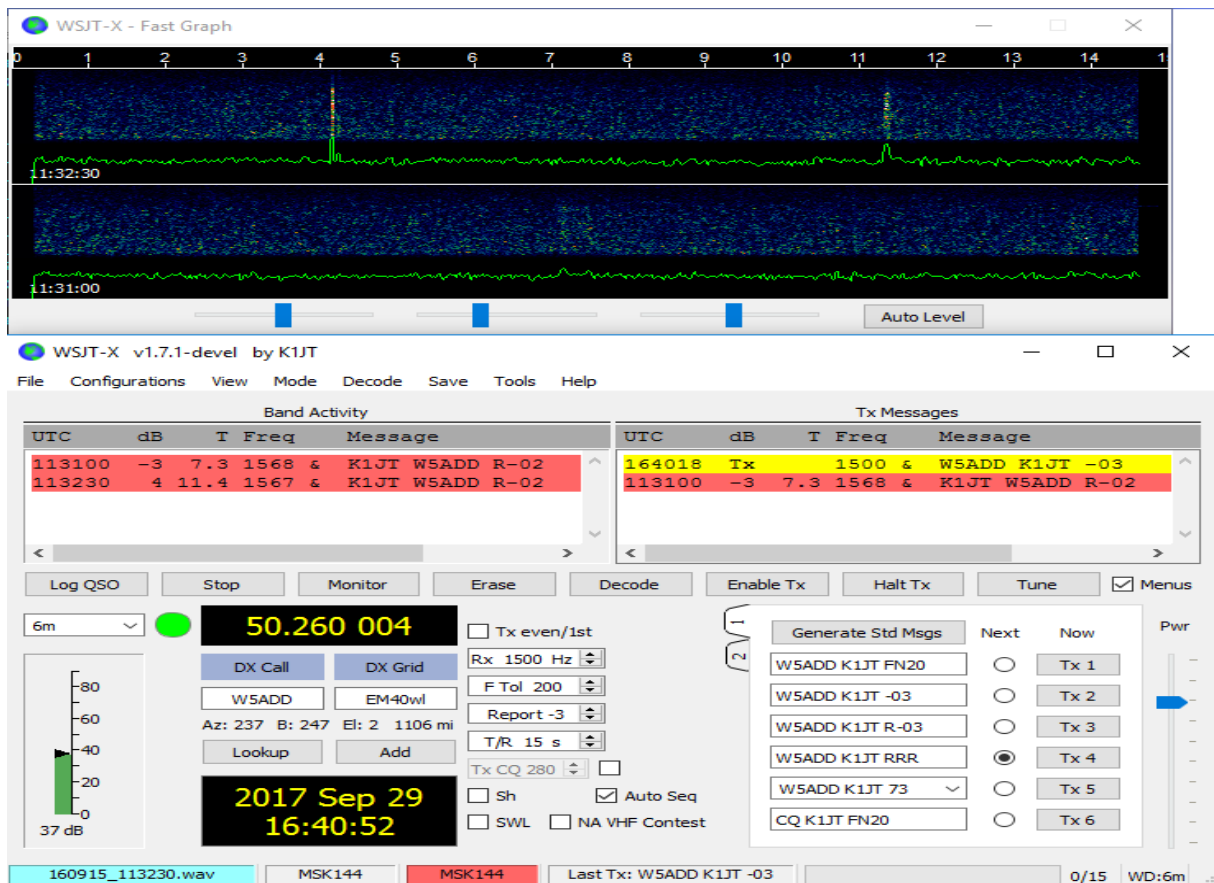 WSJT-X - Fast Graph
0 1 2 3 4 5 6 7 8 9 10 11 12 13 14 1
11:32:30
11:31:00
Auto Level
WSJT-X v1.7.1-devel by K1JT
File Configurations View Mode Decode Save Tools Help
Band Activity
UTC dB T Freq Message
113100 -3 7.3 1568 & K1JT W5ADD R-02
113230 4 11.4 1567 & K1JT W5ADD R-02
Tx Messages
UTC dB T Freq Message
164018 Tx 1500 & W5ADD K1JT -03
113100 -3 7.3 1568 & K1JT W5ADD R-02
Log QSO Stop Monitor Erase Decode Enable Tx Halt Tx Tune Menus
6m
50.260 004
DX Call DX Grid
W5ADD EM40wl
Az: 237 B: 247 El: 2 1106 mi
Lookup Add
2017 Sep 29
16:40:52
-80
-60
-40
-20
-0
37 dB
Tx even/1st
Rx 1500 Hz
F Tol 200
Report -3
T/R 15 s
Tx CQ 280
Sh Auto Seq
SWL NA VHF Contest
1
2
Generate Std Msgs Next Now
W5ADD K1JT FN20 Tx 1
W5ADD K1JT -03 Tx 2
W5ADD K1JT R-03 Tx 3
W5ADD K1JT RRR Tx 4
W5ADD K1JT 73 Tx 5
CQ K1JT FN20 Tx 6
Pwr
160915_113230.wav MSK144 MSK144 Last Tx: W5ADD K1JT -03 0/15 WD:6m